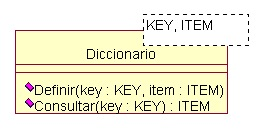 KEY, ITEM
Diccionario
Definir(key : KEY, item : ITEM)
Consultar(key : KEY) : ITEM